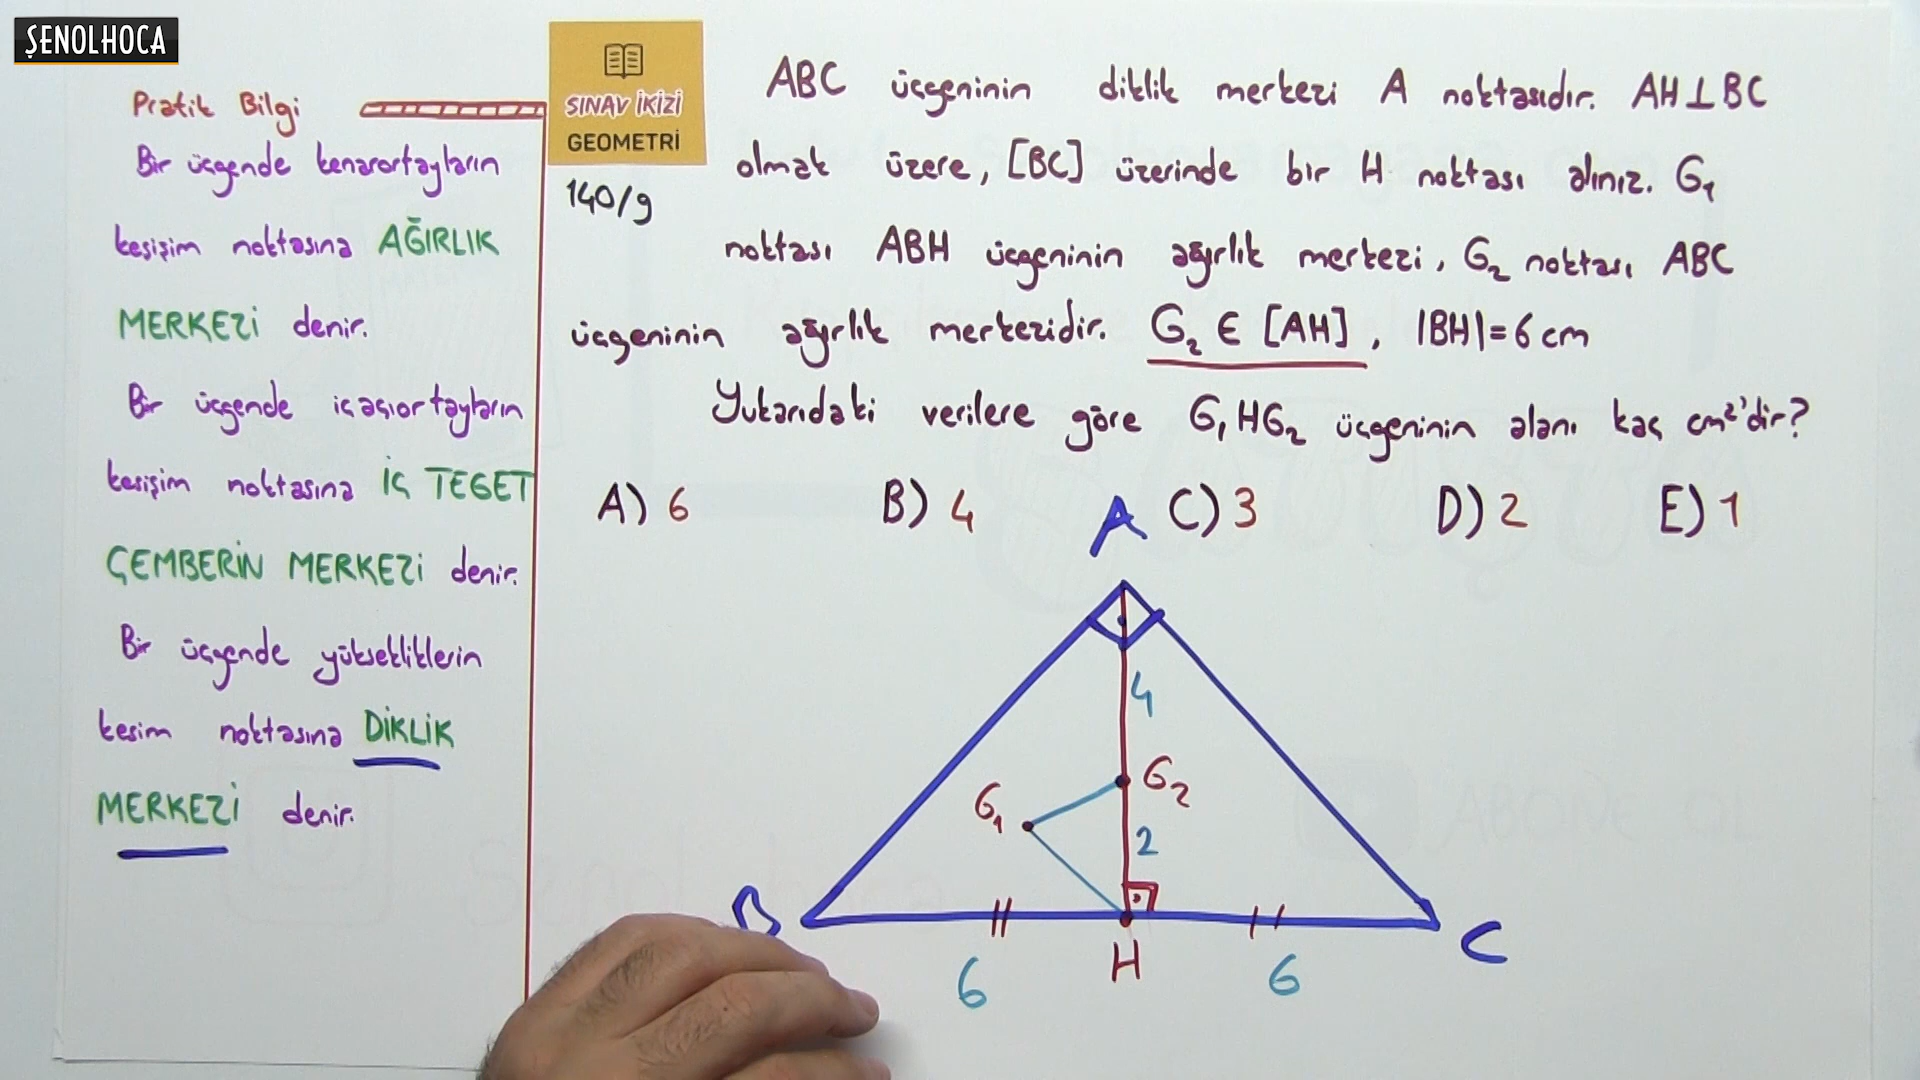 ŞENOLHOCA
Pratik Bilgi
Bir üçgende kenarortayların
kesişim noktasına AĞIRLIK
MERKEZİ denir.
Bir üçgende iç açıortayların
kesişim noktasına İÇ TEGET
ÇEMBERİN MERKEZİ denir.
Bir üçgende yüksekliklerin
kesim noktasına DİKLİK
MERKEZİ denir.
SINAV İKİZİ
GEOMETRİ
140/9
ABC üçgeninin diklik merkezi A noktasıdır. AH⊥BC
olmak üzere, [BC] üzerinde bir H noktası alınız. G₁
noktası ABH üçgeninin ağırlık merkezi, G₂ noktası ABC
üçgeninin ağırlık merkezidir. G₂ ∈ [AH], |BH|=6 cm
Yukarıdaki verilere göre G₁HG₂ üçgeninin alanı kaç cm²'dir?
A) 6 B) 4 C) 3 D) 2 E) 1
A
4
G₂
G₁
2
B
H
C
6
6